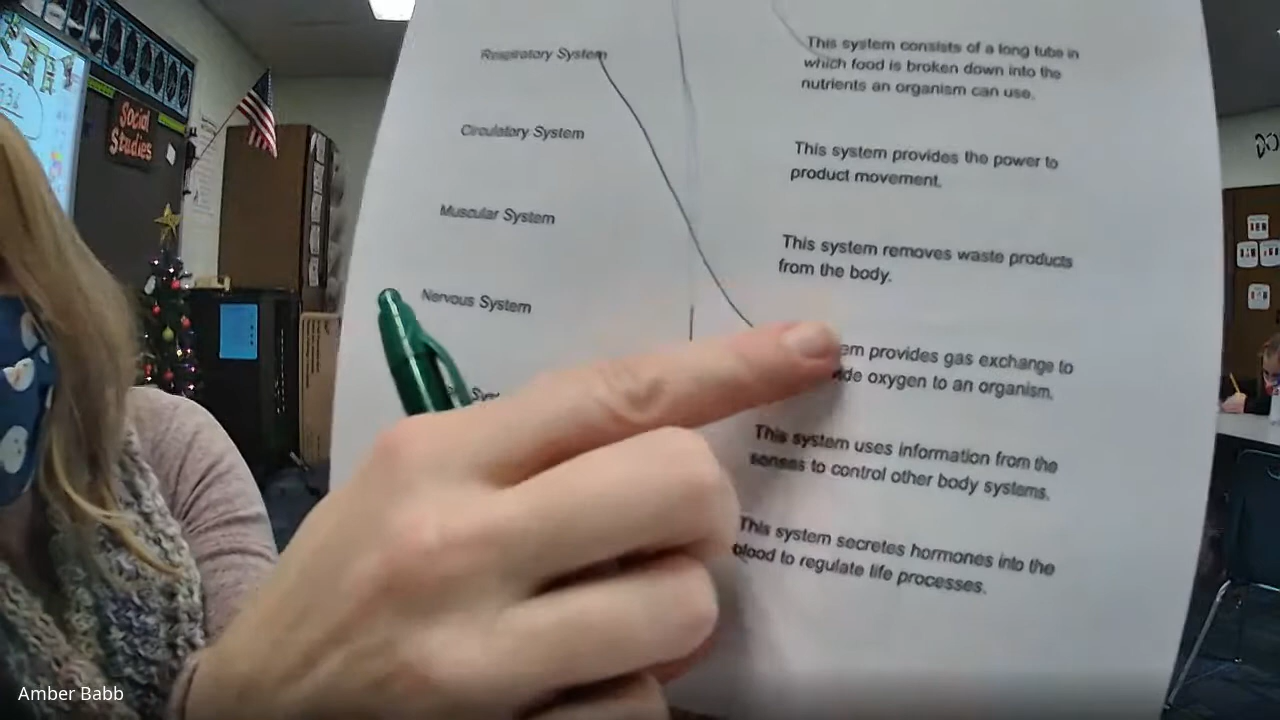 Social
Studies
Respiratory System
Circulatory System
Muscular System
Nervous System
This system consists of a long tube in
which food is broken down into the
nutrients an organism can use.
This system provides the power to
product movement.
This system removes waste products
from the body.
provides gas exchange to
oxygen to an organism.
This system uses information from the
senses to control other body systems.
This system secretes hormones into the
blood to regulate life processes.
Amber Babb